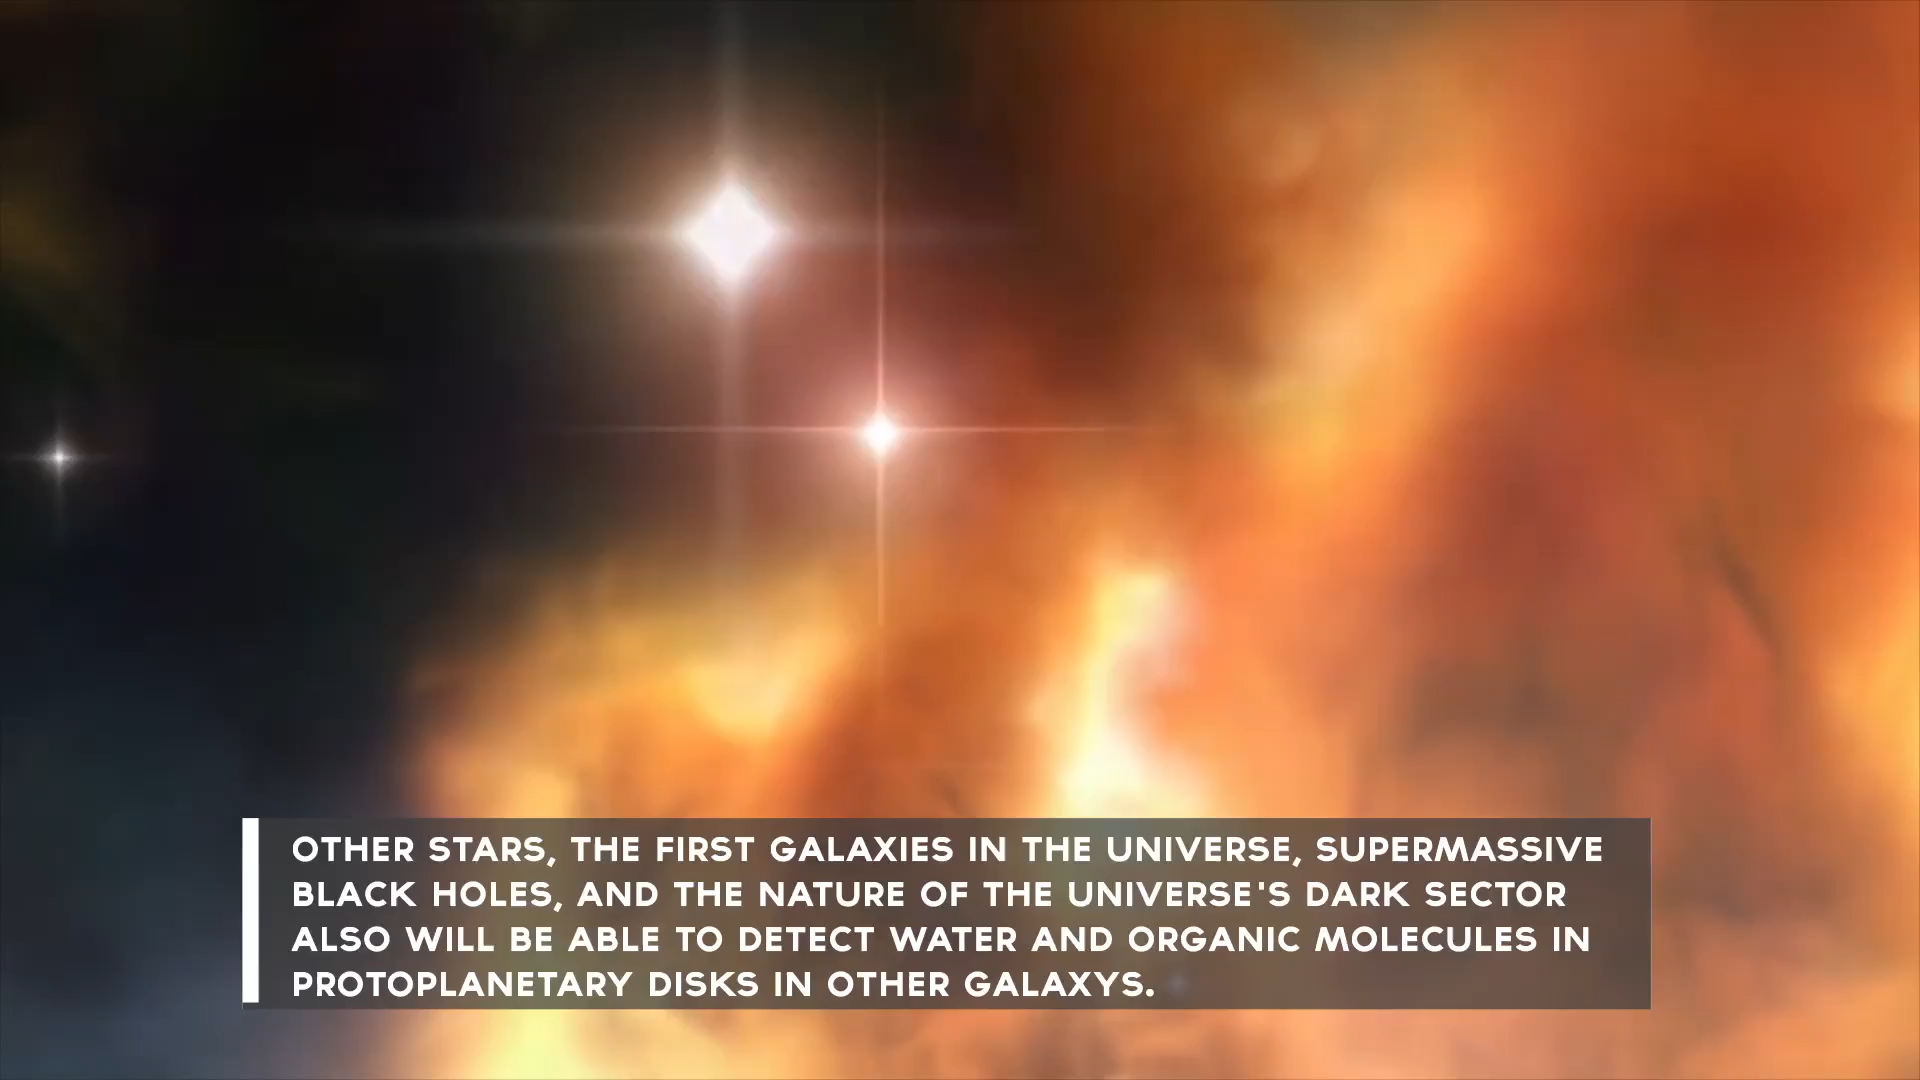 OTHER STARS, THE FIRST GALAXIES IN THE UNIVERSE, SUPERMASSIVE
BLACK HOLES, AND THE NATURE OF THE UNIVERSE'S DARK SECTOR
ALSO WILL BE ABLE TO DETECT WATER AND ORGANIC MOLECULES IN
PROTOPLANETARY DISKS IN OTHER GALAXYS.